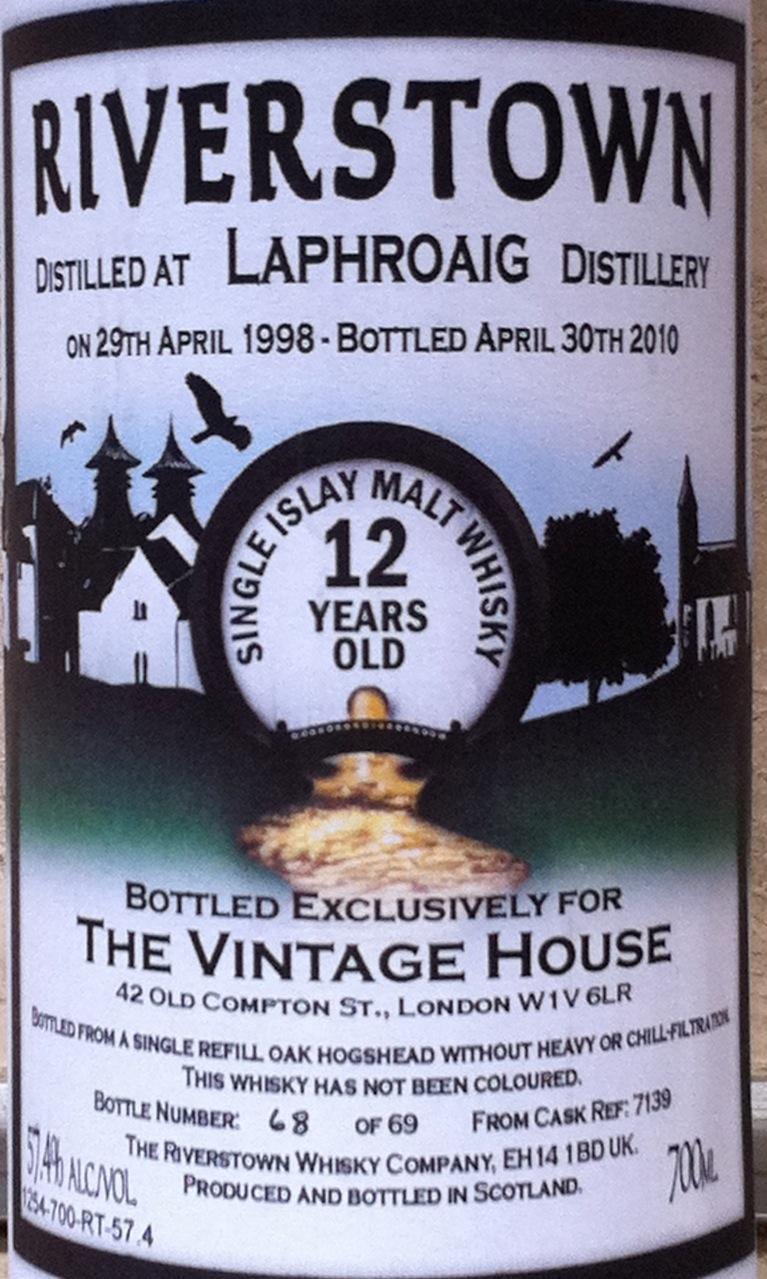 RIVERSTOWN
DISTILLED AT LAPHROAIG DISTILLERY
ON 29TH APRIL 1998 - BOTTLED APRIL 30TH 2010
SINGLE ISLAY MALT WHISKY
12
YEARS
OLD
BOTTLED EXCLUSIVELY FOR
THE VINTAGE HOUSE
42 OLD COMPTON ST., LONDON W1V 6LR
BOTTLED FROM A SINGLE REFILL OAK HOGSHEAD WITHOUT HEAVY OR CHILL-FILTRATION.
THIS WHISKY HAS NOT BEEN COLOURED.
BOTTLE NUMBER: 68 OF 69 FROM CASK REF: 7139
THE RIVERSTOWN WHISKY COMPANY, EH14 1BD UK.
57.4% ALC/VOL PRODUCED AND BOTTLED IN SCOTLAND. 700ML
1254-700-RT-57.4